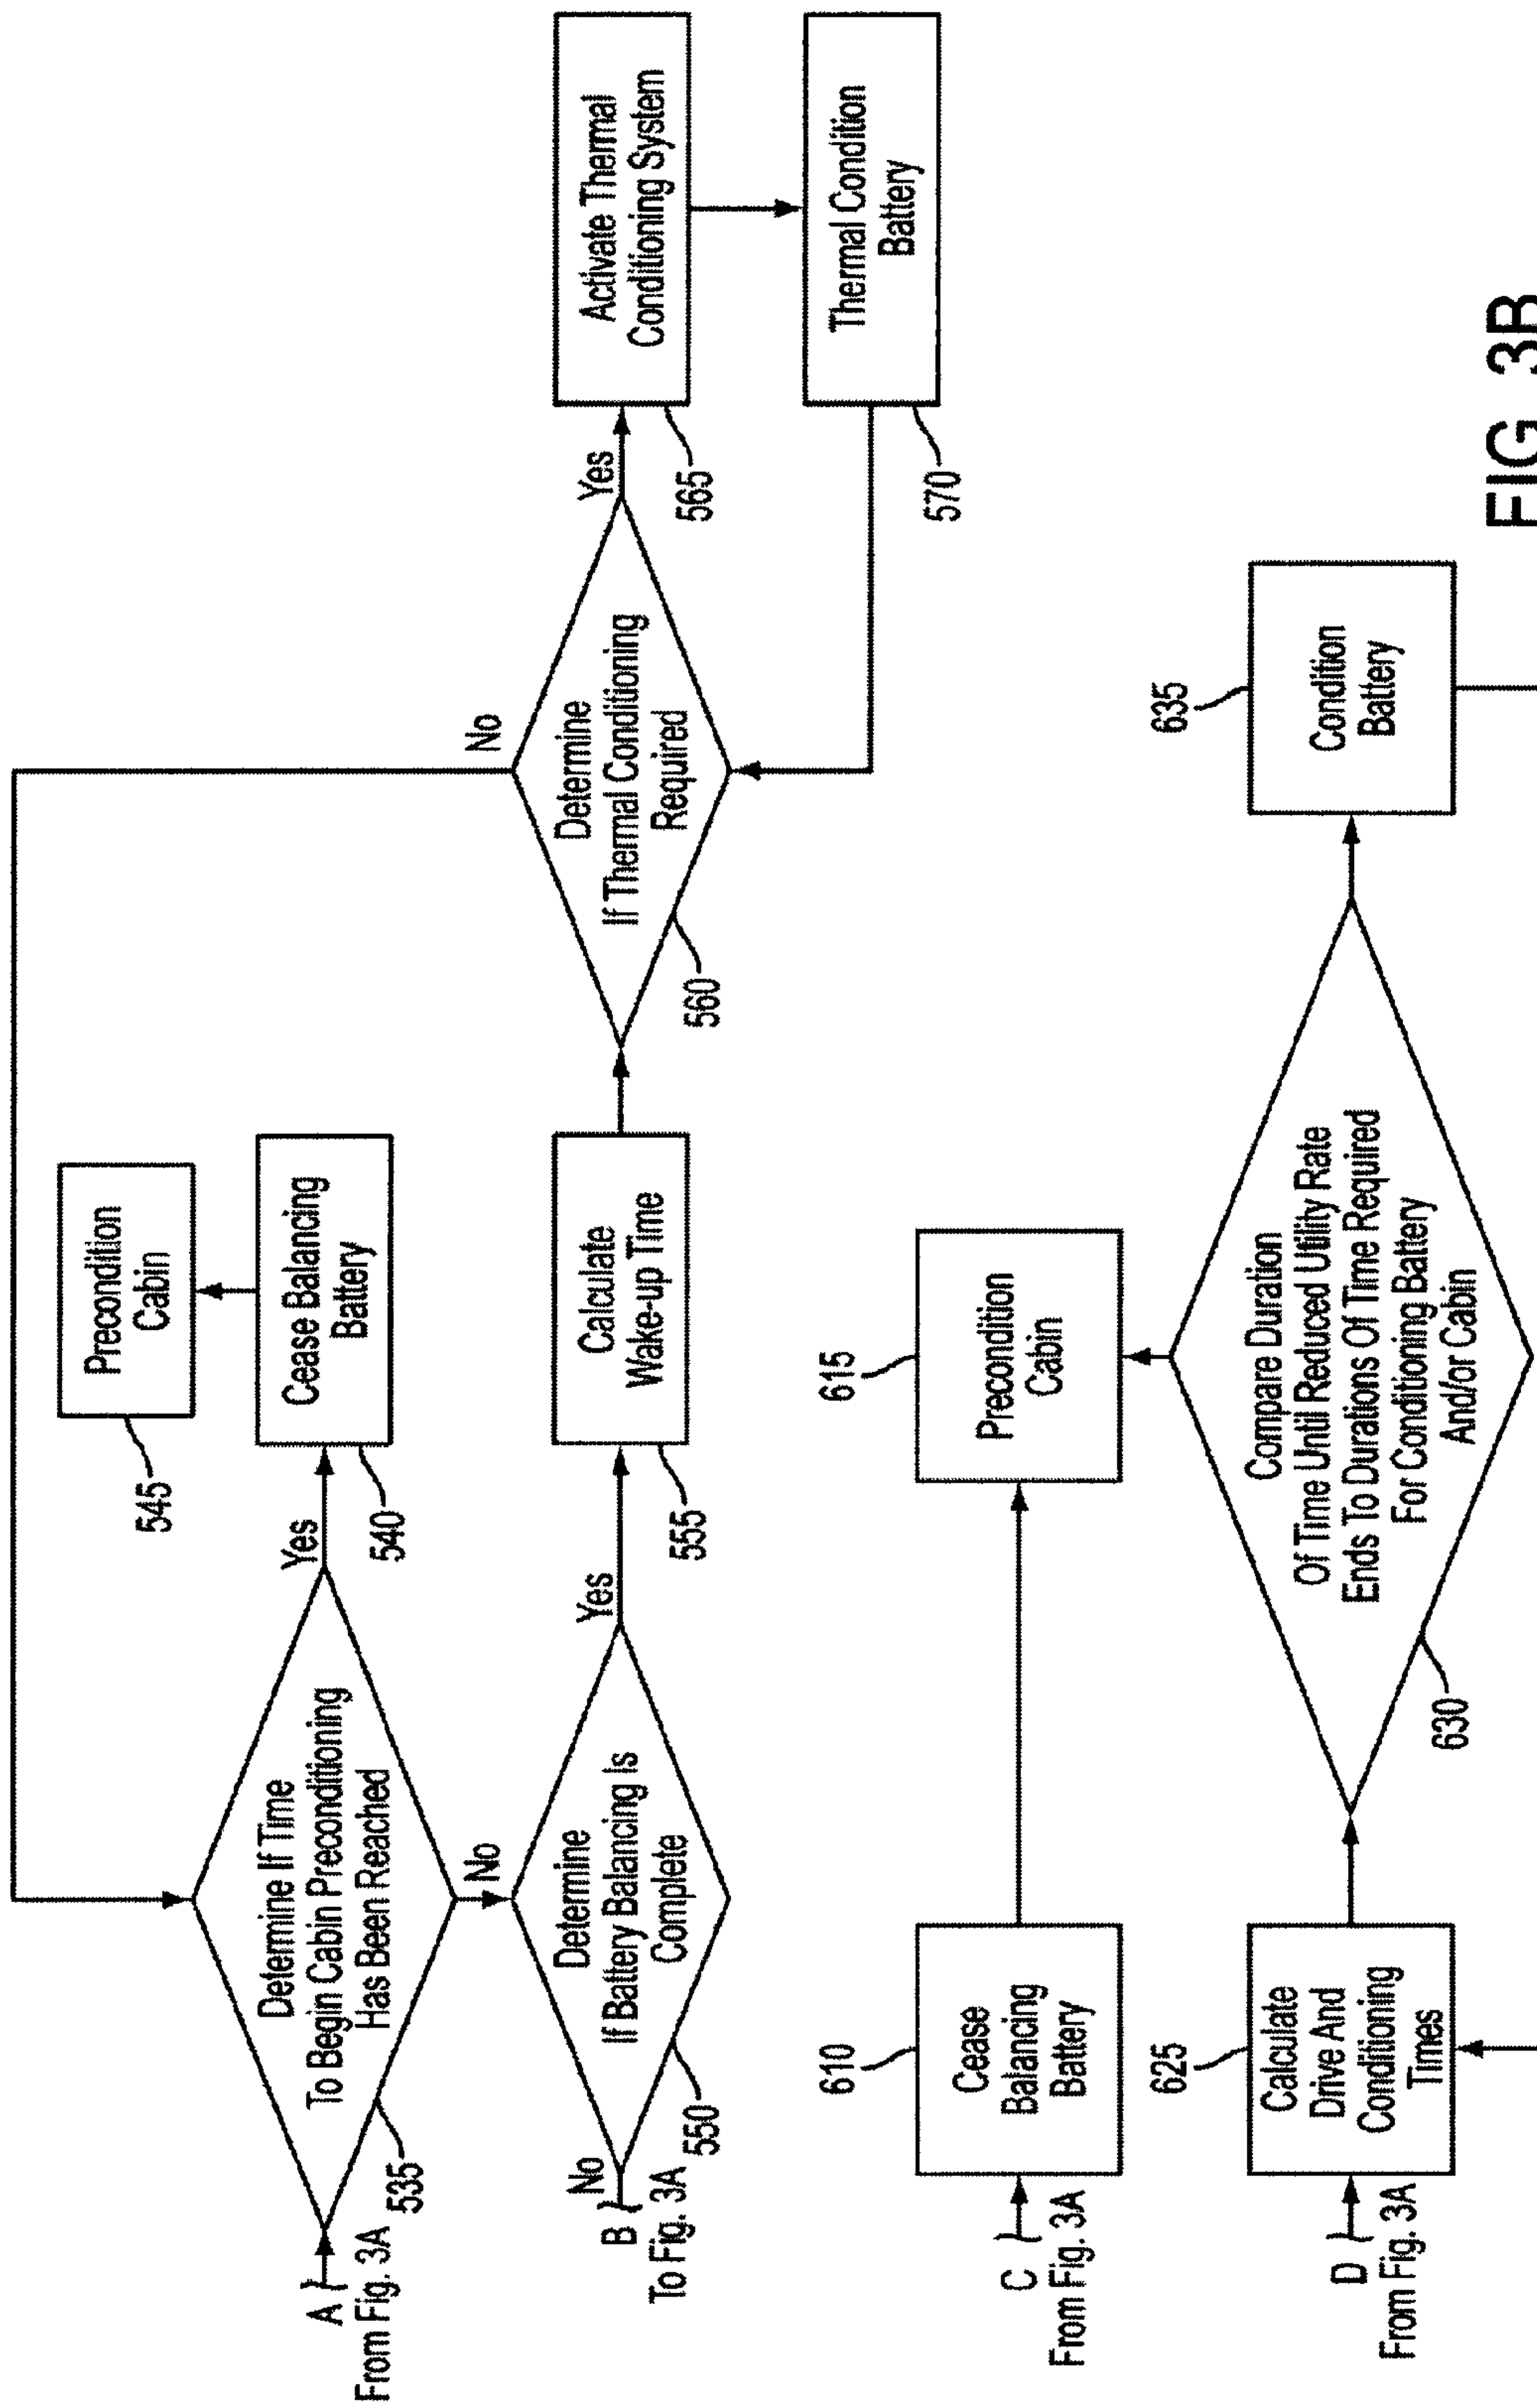 A
From Fig. 3A
535
Determine If Time
To Begin Cabin Preconditioning
Has Been Reached
Yes
No
540
Cease Balancing
Battery
545
Precondition
Cabin
B
To Fig. 3A
No
550
Determine
If Battery Balancing Is
Complete
Yes
555
Calculate
Wake-up Time
560
Determine
If Thermal Conditioning
Required
No
Yes
565
Activate Thermal
Conditioning System
570
Thermal Condition
Battery
C
From Fig. 3A
610
Cease
Balancing
Battery
615
Precondition
Cabin
D
From Fig. 3A
625
Calculate
Drive And
Conditioning
Times
630
Compare Duration
Of Time Until Reduced Utility Rate
Ends To Durations Of Time Required
For Conditioning Battery
And/or Cabin
635
Condition
Battery
FIG. 3B